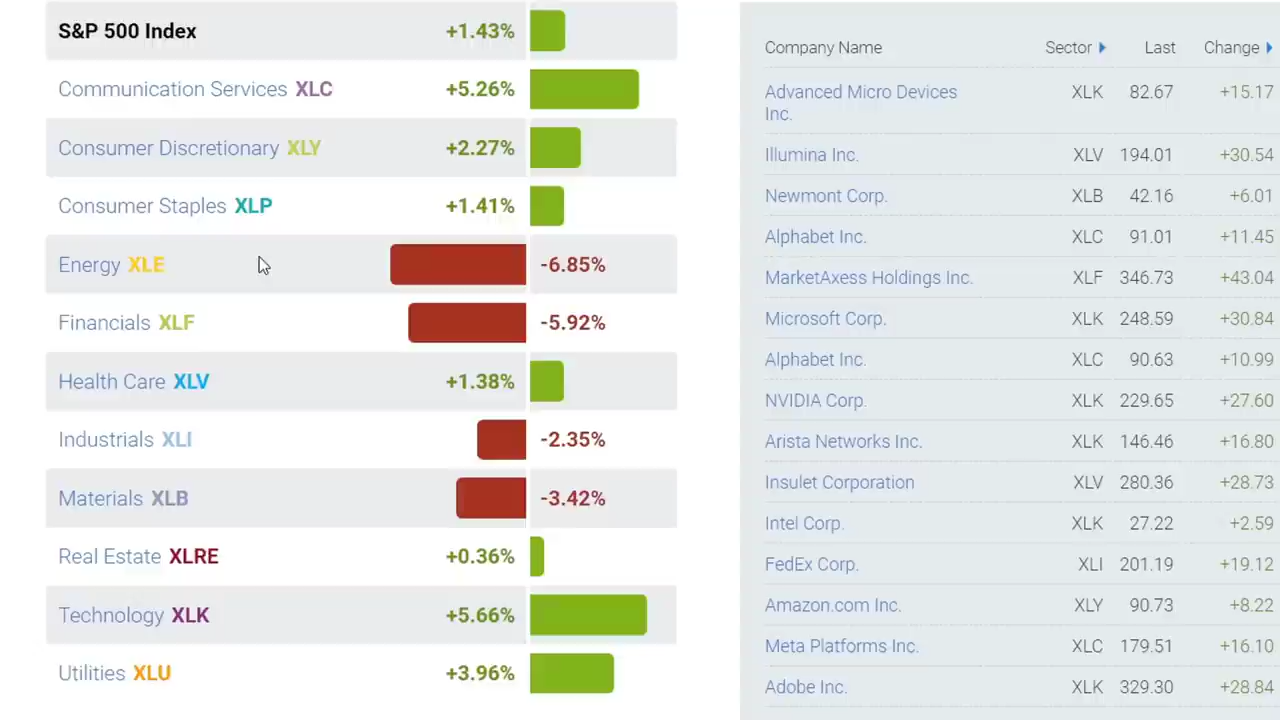 S&P 500 Index +1.43%
Communication Services XLC +5.26%
Consumer Discretionary XLY +2.27%
Consumer Staples XLP +1.41%
Energy XLE -6.85%
Financials XLF -5.92%
Health Care XLV +1.38%
Industrials XLI -2.35%
Materials XLB -3.42%
Real Estate XLRE +0.36%
Technology XLK +5.66%
Utilities XLU +3.96%
Company Name Sector Last Change
Advanced Micro Devices XLK 82.67 +15.17
Inc.
Illumina Inc. XLV 194.01 +30.54
Newmont Corp. XLB 42.16 +6.01
Alphabet Inc. XLC 91.01 +11.45
MarketAxess Holdings Inc. XLF 346.73 +43.04
Microsoft Corp. XLK 248.59 +30.84
Alphabet Inc. XLC 90.63 +10.99
NVIDIA Corp. XLK 229.65 +27.60
Arista Networks Inc. XLK 146.46 +16.80
Insulet Corporation XLV 280.36 +28.73
Intel Corp. XLK 27.22 +2.59
FedEx Corp. XLI 201.19 +19.12
Amazon.com Inc. XLY 90.73 +8.22
Meta Platforms Inc. XLC 179.51 +16.10
Adobe Inc. XLK 329.30 +28.84